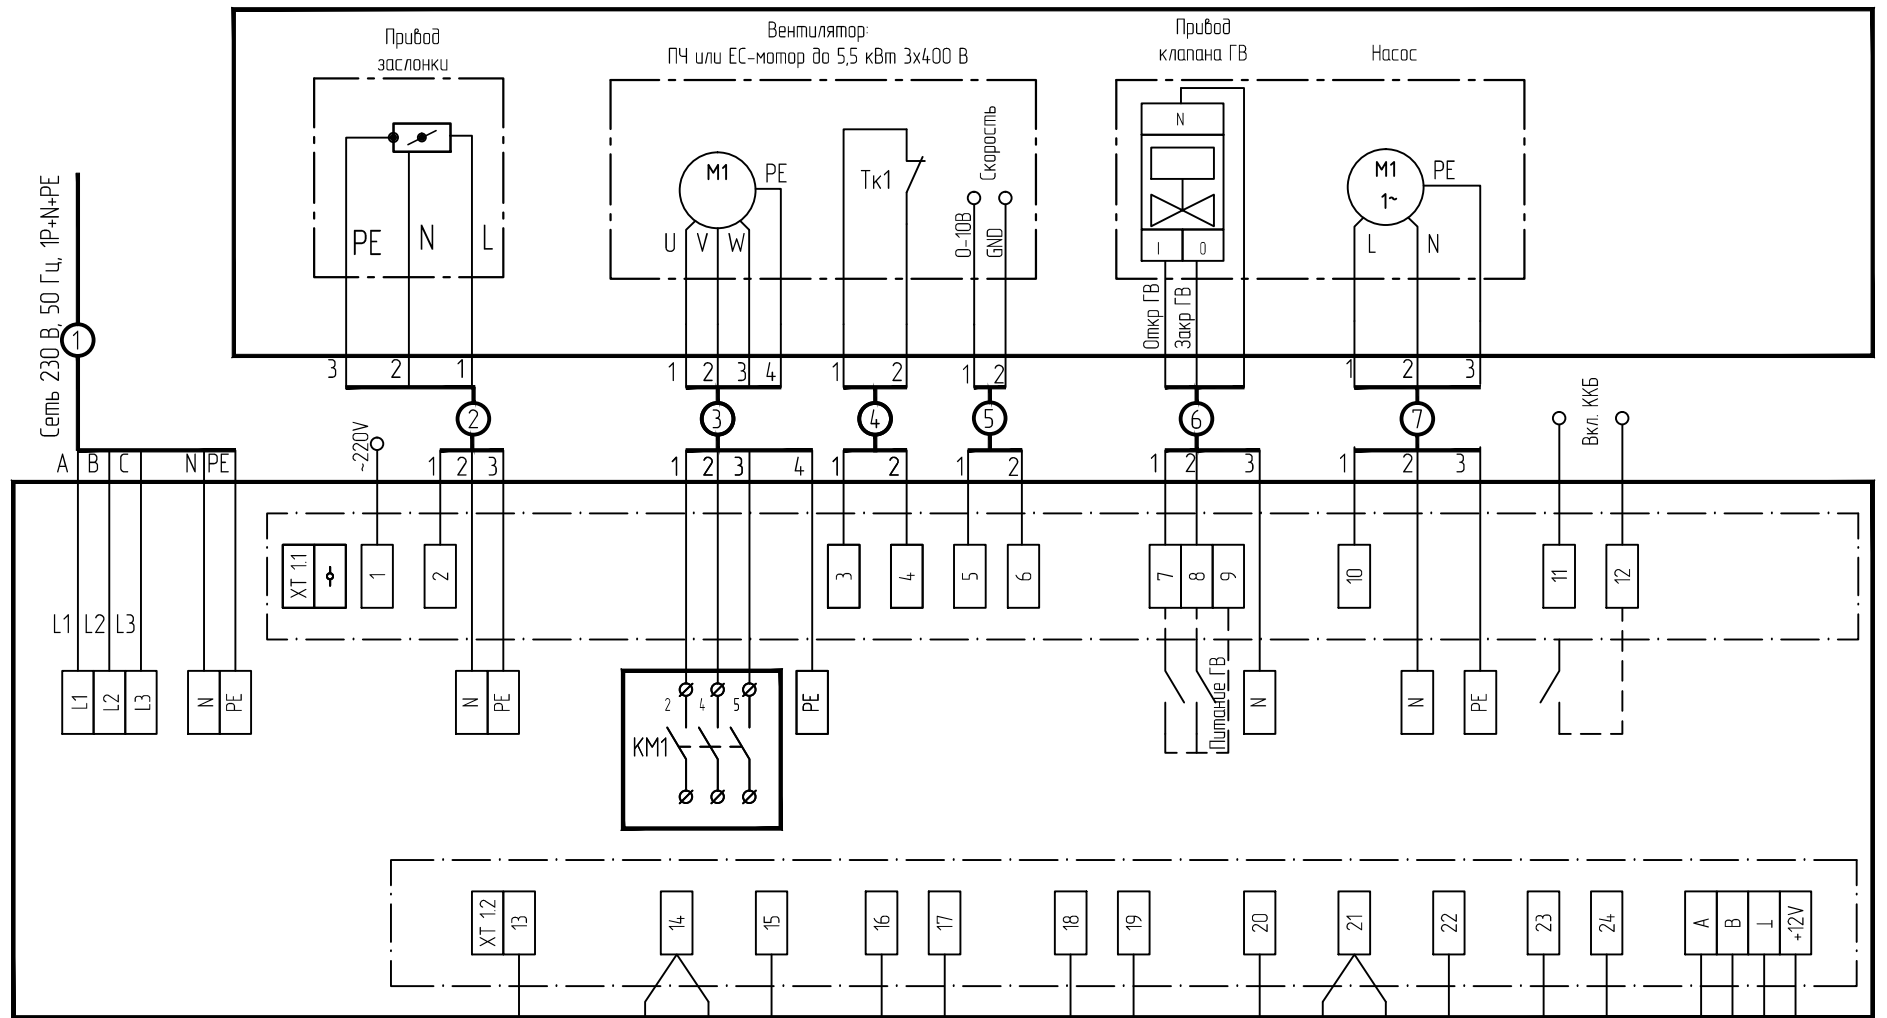 Привод
заслонки
Вентилятор:
ПЧ или ЕС-мотор до 5,5 кВт 3х400 В
Привод
клапана ГВ
Насос
PE N L
M1
PE
U V W
Тк1
0-10В
GND
Скорость
N
I 0
Откр ГВ
Закр ГВ
M1
1~
PE
L N
Сеть 230 В, 50 Гц, 1P+N+PE
1
3 2 1
1 2 3 4
1 2
1 2
1 2 3
2
3
4
5
6
7
~220V
Вкл. ККБ
A B C N PE
1 2 3
1 2 3 4
1 2
1 2
1 2 3
1 2 3
XT 1.1
1
2
3
4
5
6
7
8
9
10
11
12
L1 L2 L3
L1
L2
L3
N
PE
N
PE
2 4 5
KM1
PE
Питание ГВ
N
N
PE
XT 1.2
13
14
15
16
17
18
19
20
21
22
23
24
A
B
⊥
+12V